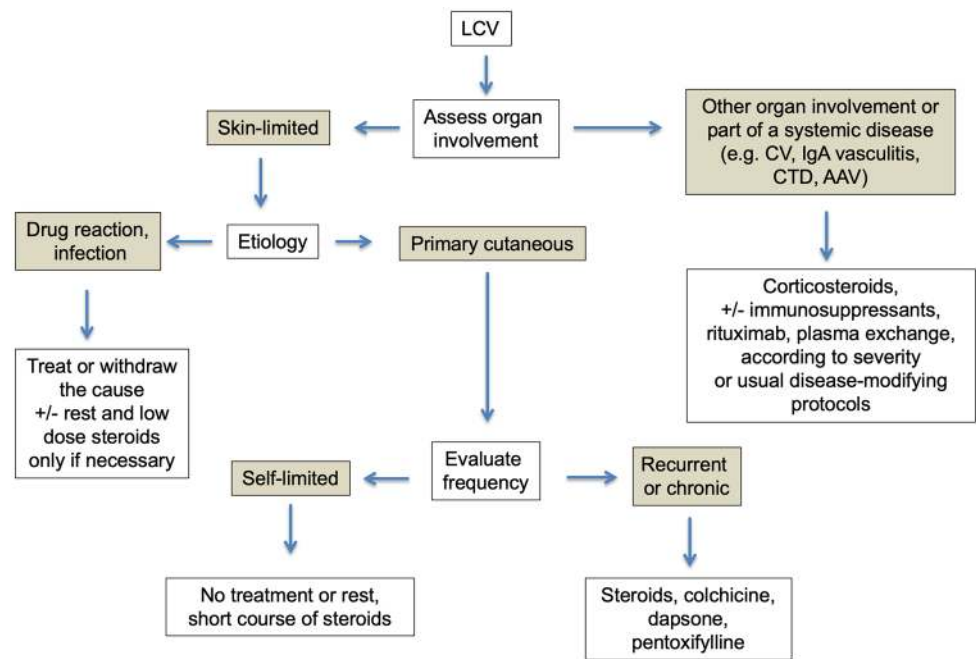 LCV
Assess organ
involvement
Skin-limited
Other organ involvement or
part of a systemic disease
(e.g. CV, IgA vasculitis,
CTD, AAV)
Drug reaction,
infection
Etiology
Primary cutaneous
Corticosteroids,
+/- immunosuppressants,
rituximab, plasma exchange,
according to severity
or usual disease-modifying
protocols
Treat or withdraw
the cause
+/- rest and low
dose steroids
only if necessary
Self-limited
Evaluate
frequency
Recurrent
or chronic
No treatment or rest,
short course of steroids
Steroids, colchicine,
dapsone,
pentoxifylline